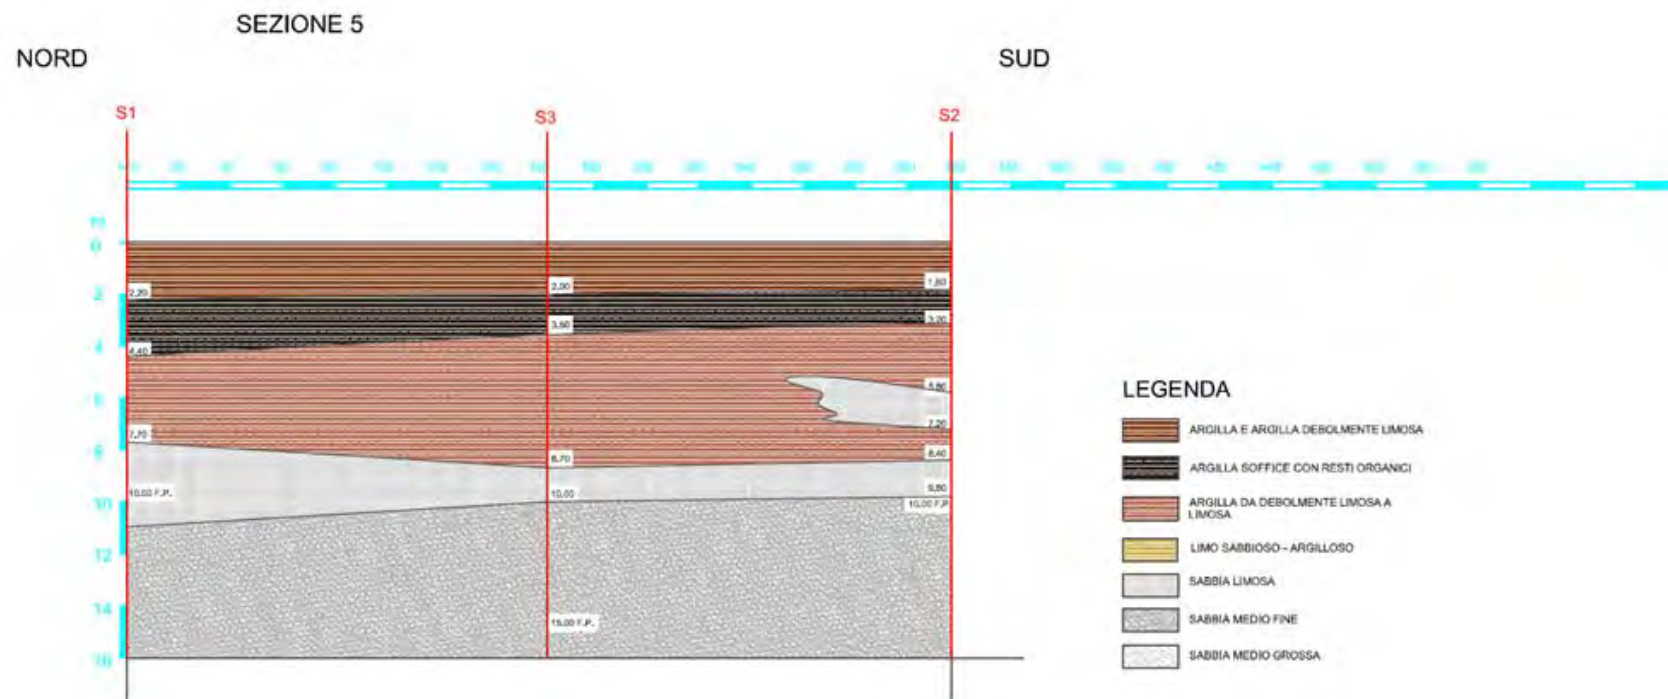 SEZIONE 5
NORD
SUD
S1
S3
S2
m
0
2,20
2,00
1,80
2
3,60
3,20
4
4,40
5,80
6
7,20
7,70
8
8,70
8,40
10,00 F.P.
10,00
9,80
10
10,00 F.P.
12
14
15,00 F.P.
16
LEGENDA
ARGILLA E ARGILLA DEBOLMENTE LIMOSA
ARGILLA SOFFICE CON RESTI ORGANICI
ARGILLA DA DEBOLMENTE LIMOSA A
LIMOSA
LIMO SABBIOSO - ARGILLOSO
SABBIA LIMOSA
SABBIA MEDIO FINE
SABBIA MEDIO GROSSA